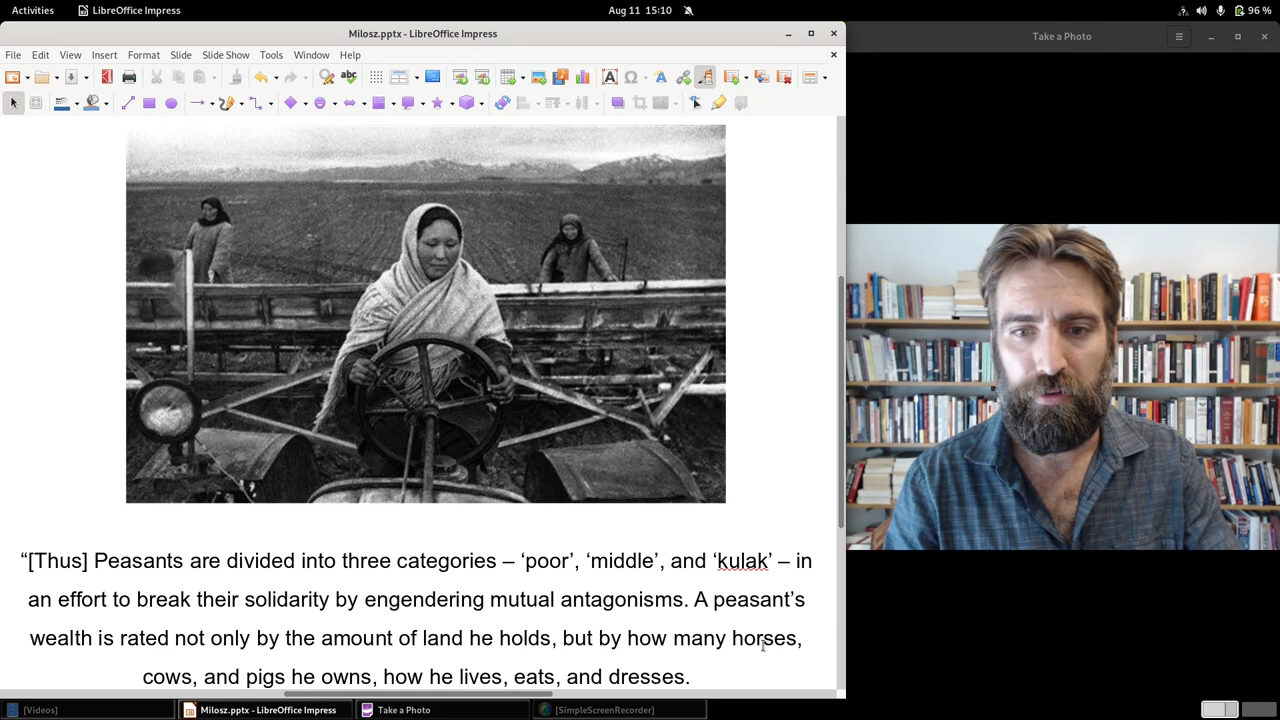 Activities
LibreOffice Impress
Aug 11 15:10
96 %
Milosz.pptx - LibreOffice Impress
Take a Photo
File Edit View Insert Format Slide Slide Show Tools Window Help
“[Thus] Peasants are divided into three categories – ‘poor’, ‘middle’, and ‘kulak’ – in
an effort to break their solidarity by engendering mutual antagonisms. A peasant’s
wealth is rated not only by the amount of land he holds, but by how many horses,
cows, and pigs he owns, how he lives, eats, and dresses.
[Videos]
Milosz.pptx - LibreOffice Impress
Take a Photo
[SimpleScreenRecorder]